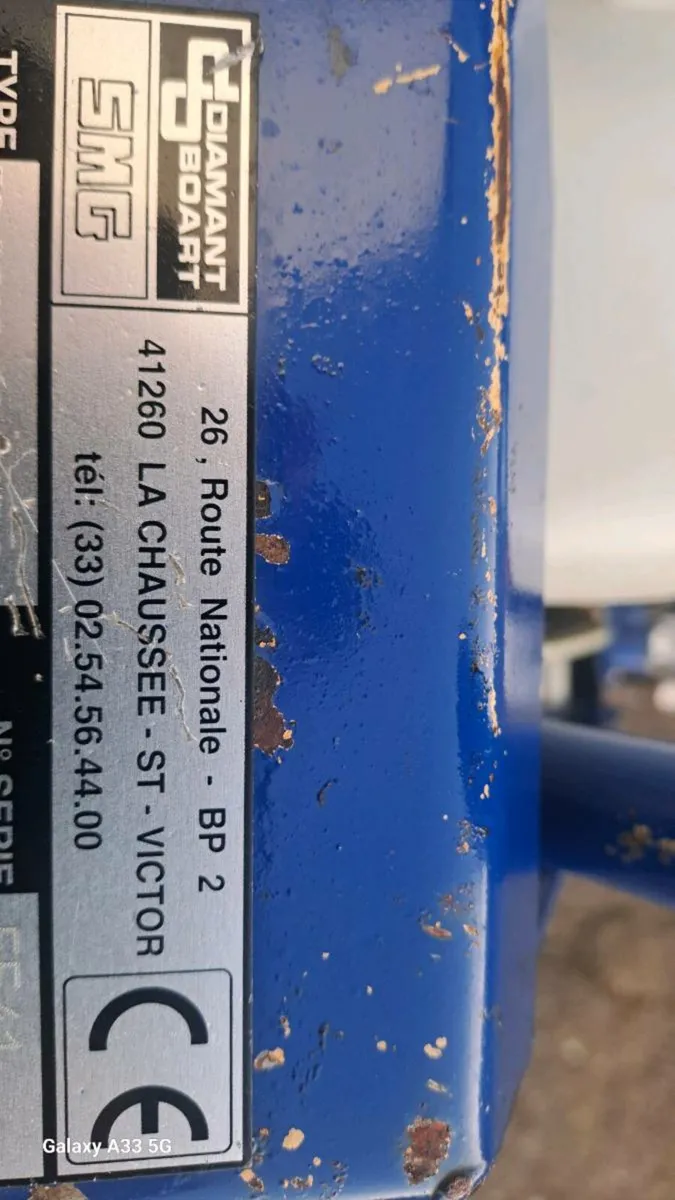 DIAMANT
BOART
SMG
26 , Route Nationale - BP 2
41260 LA CHAUSSEE - ST - VICTOR
tél: (33) 02.54.56.44.00
CE
TYPE
N° SERIE
Galaxy A33 5G